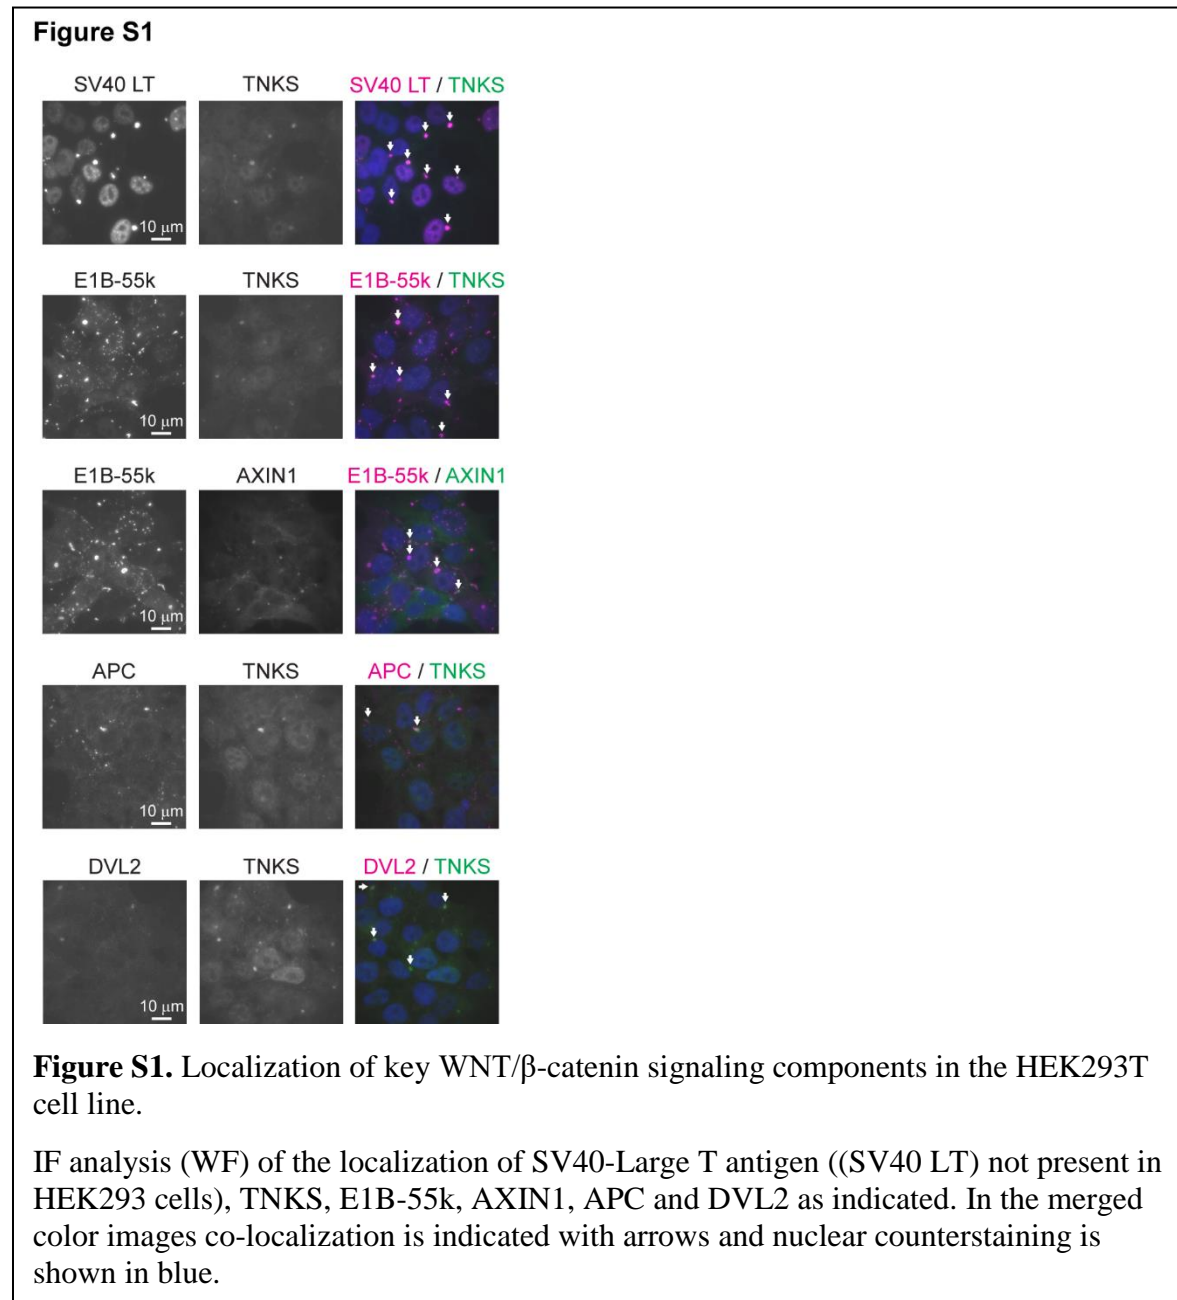 Figure S1
SV40 LT TNKS SV40 LT / TNKS
10 μm
E1B-55k TNKS E1B-55k / TNKS
10 μm
E1B-55k AXIN1 E1B-55k / AXIN1
10 μm
APC TNKS APC / TNKS
10 μm
DVL2 TNKS DVL2 / TNKS
10 μm
Figure S1. Localization of key WNT/β-catenin signaling components in the HEK293T
cell line.
IF analysis (WF) of the localization of SV40-Large T antigen ((SV40 LT) not present in
HEK293 cells), TNKS, E1B-55k, AXIN1, APC and DVL2 as indicated. In the merged
color images co-localization is indicated with arrows and nuclear counterstaining is
shown in blue.